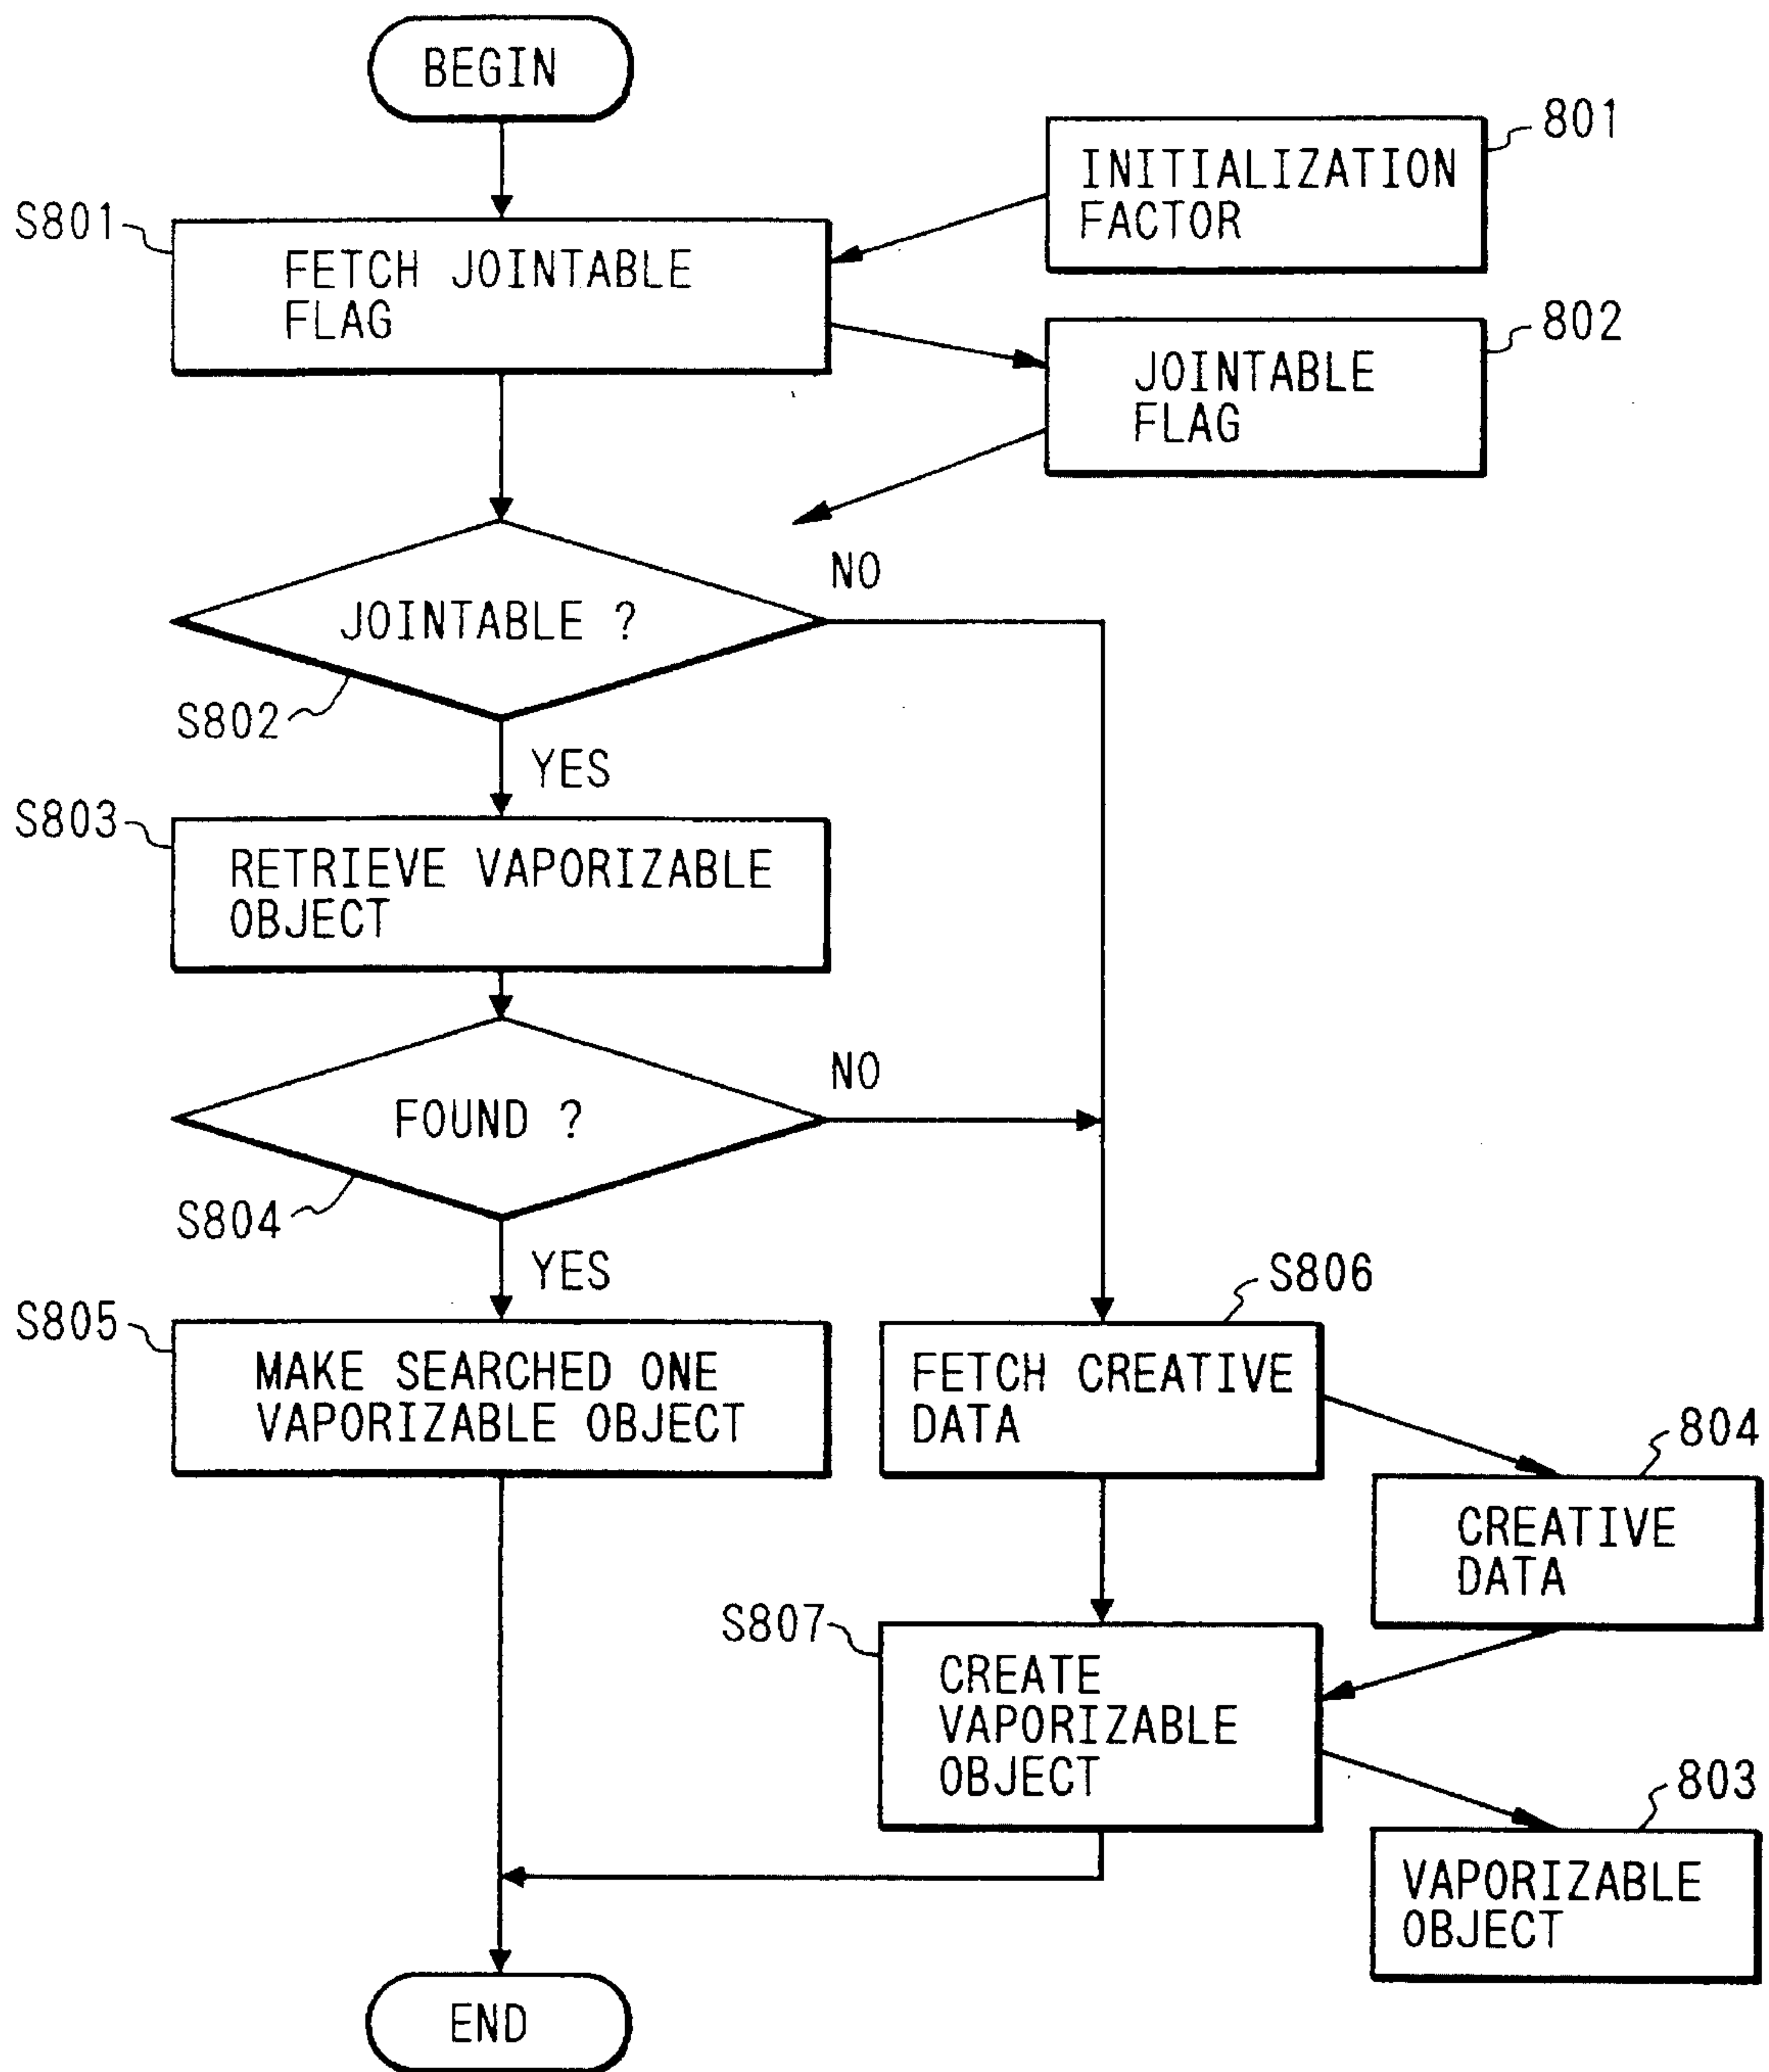 BEGIN
801
INITIALIZATION
FACTOR
S801
FETCH JOINTABLE
FLAG
802
JOINTABLE
FLAG
NO
JOINTABLE ?
S802
YES
S803
RETRIEVE VAPORIZABLE
OBJECT
NO
FOUND ?
S804
YES
S806
S805
MAKE SEARCHED ONE
VAPORIZABLE OBJECT
FETCH CREATIVE
DATA
804
CREATIVE
DATA
S807
CREATE
VAPORIZABLE
OBJECT
803
VAPORIZABLE
OBJECT
END